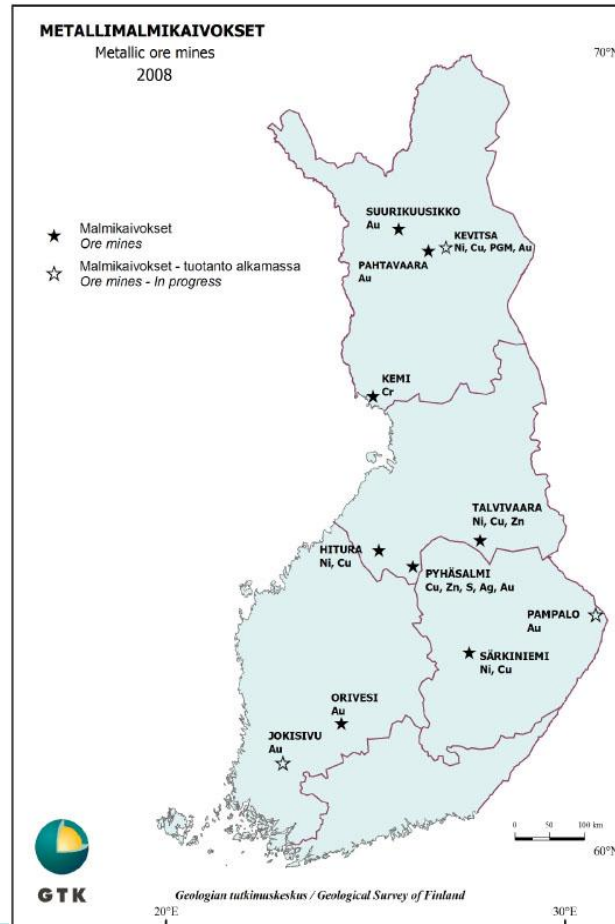 METALLIMALMIKAIVOKSET
Metallic ore mines
2008
70°N
Malmikaivokset
Ore mines
Malmikaivokset - tuotanto alkamassa
Ore mines - In progress
SUURIKUUSIKKO
Au
KEVITSA
Ni, Cu, PGM, Au
PAHTAVAARA
Au
KEMI
Cr
TALVIVAARA
Ni, Cu, Zn
HITURA
Ni, Cu
PYHÄSALMI
Cu, Zn, S, Ag, Au
PAMPALO
Au
SÄRKINIEMI
Ni, Cu
ORIVESI
Au
JOKISIVU
Au
0 50 100 km
60°N
GTK
Geologian tutkimuskeskus / Geological Survey of Finland
20°E
30°E